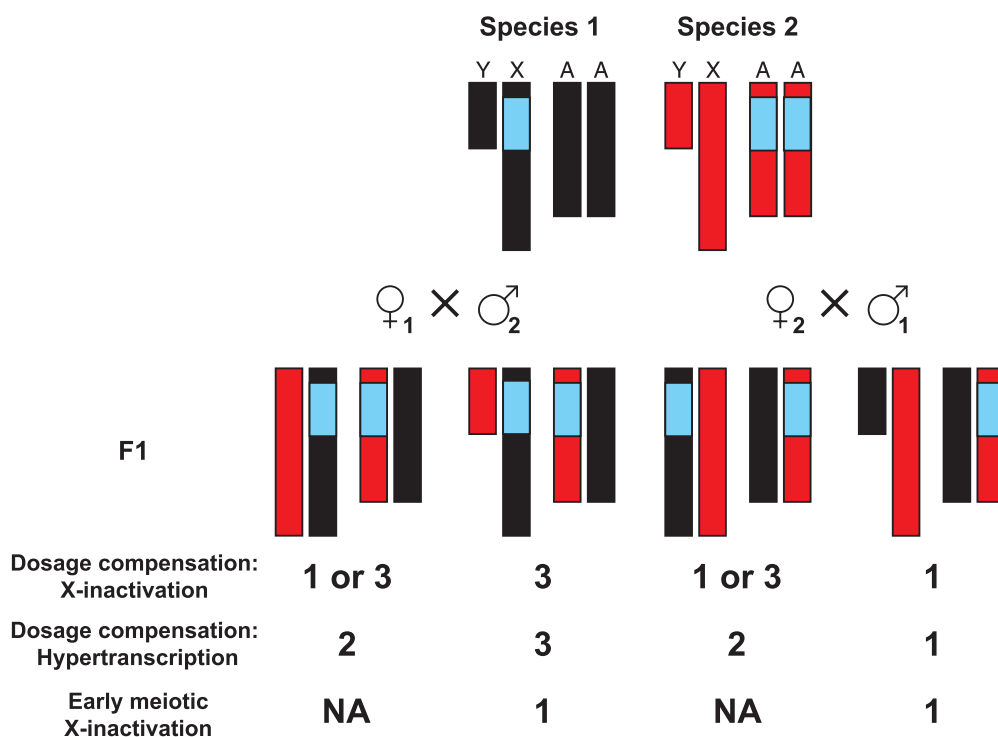 Species 1 Species 2
Y X A A Y X A A
1 2 2 1
F1
Dosage compensation:
X-inactivation
1 or 3 3 1 or 3 1
Dosage compensation:
Hypertranscription
2 3 2 1
Early meiotic
X-inactivation
NA 1 NA 1